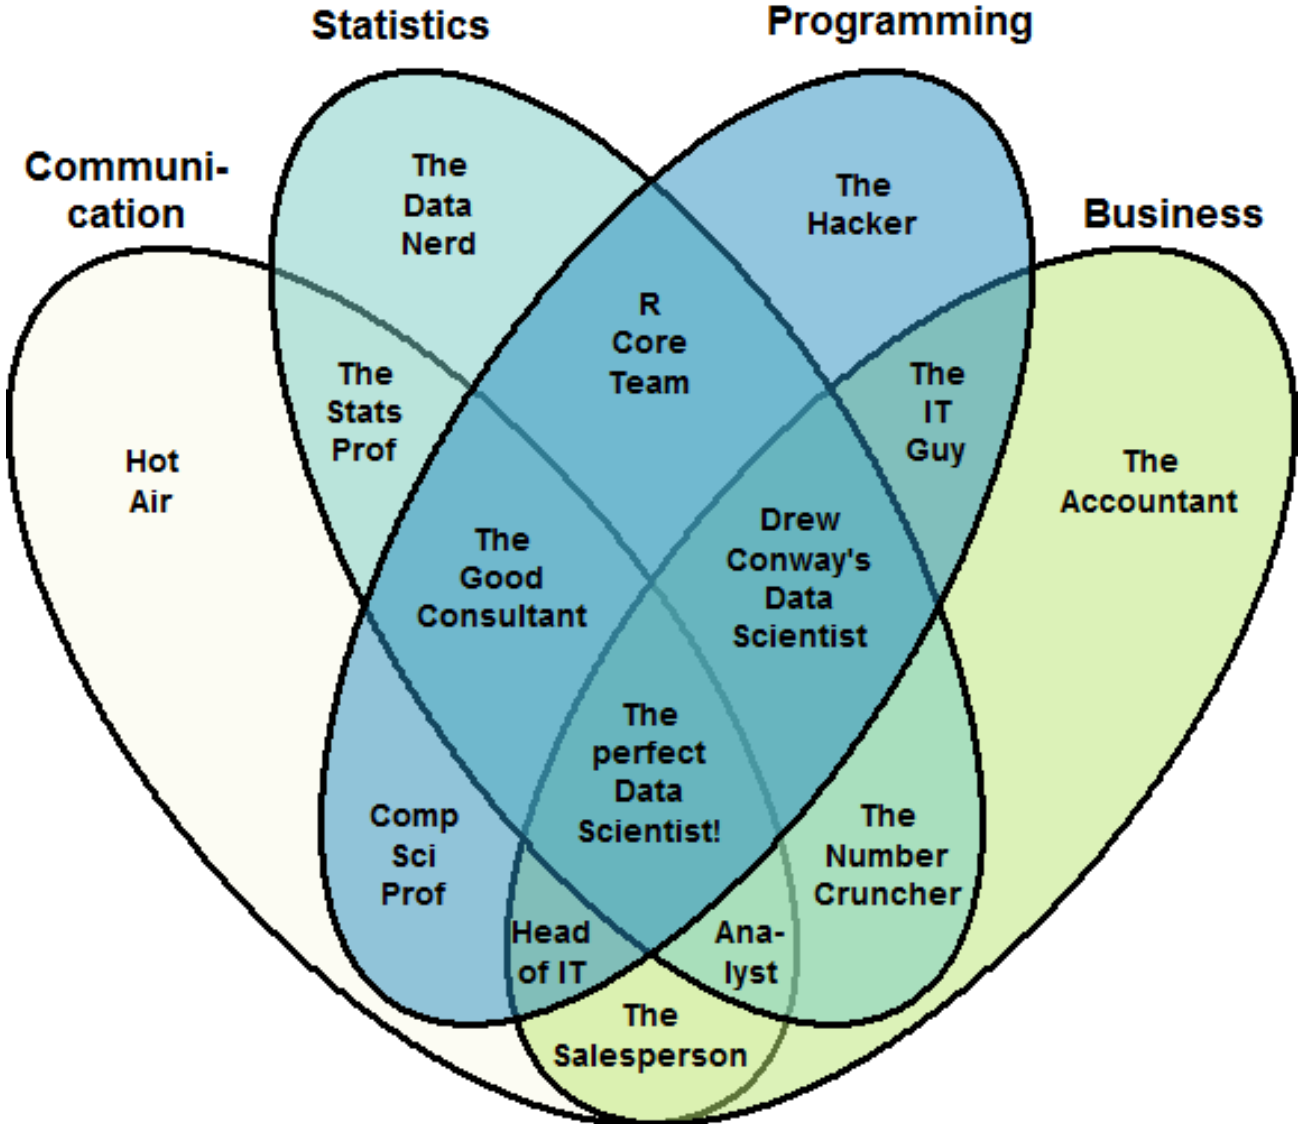 Statistics
Programming
Communi-
cation
Business
The
Data
Nerd
The
Hacker
R
Core
Team
The
Stats
Prof
The
IT
Guy
Hot
Air
The
Accountant
The
Good
Consultant
Drew
Conway's
Data
Scientist
The
perfect
Data
Scientist!
Comp
Sci
Prof
The
Number
Cruncher
Head
of IT
Ana-
lyst
The
Salesperson